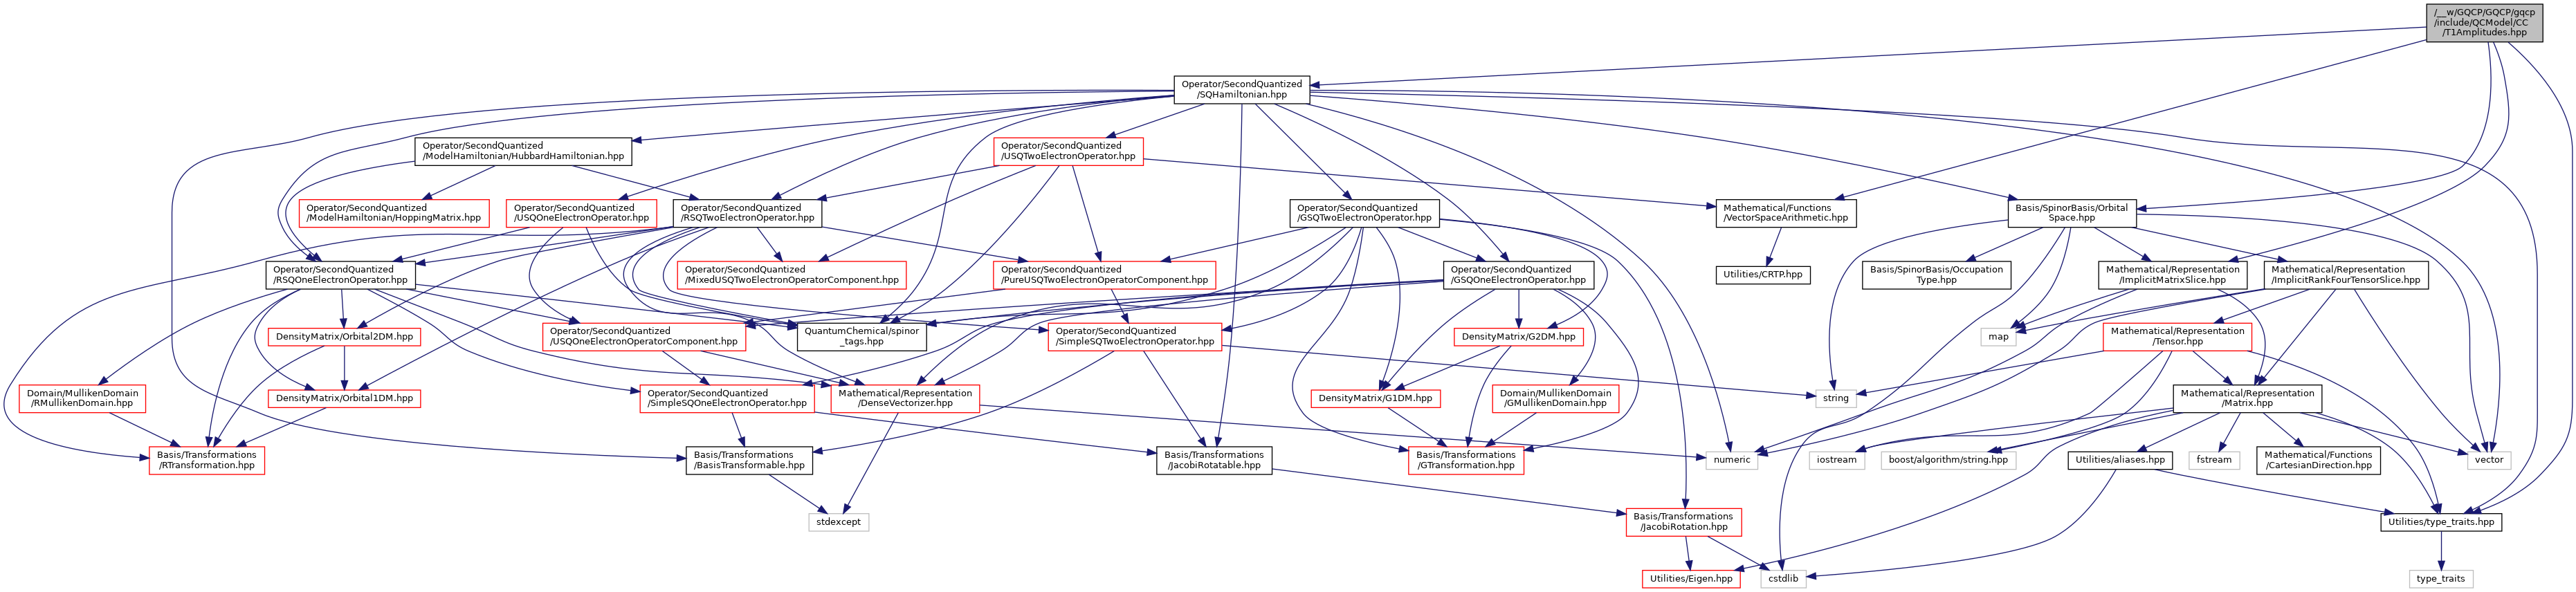 /__w/GQCP/GQCP/gqcp
/include/QCModel/CC
/T1Amplitudes.hpp
Operator/SecondQuantized
/SQHamiltonian.hpp
Operator/SecondQuantized
/ModelHamiltonian/HubbardHamiltonian.hpp
Operator/SecondQuantized
/USQTwoElectronOperator.hpp
Operator/SecondQuantized
/ModelHamiltonian/HoppingMatrix.hpp
Operator/SecondQuantized
/USQOneElectronOperator.hpp
Operator/SecondQuantized
/RSQTwoElectronOperator.hpp
Operator/SecondQuantized
/GSQTwoElectronOperator.hpp
Mathematical/Functions
/VectorSpaceArithmetic.hpp
Basis/SpinorBasis/Orbital
Space.hpp
Operator/SecondQuantized
/RSQOneElectronOperator.hpp
Operator/SecondQuantized
/MixedUSQTwoElectronOperatorComponent.hpp
Operator/SecondQuantized
/PureUSQTwoElectronOperatorComponent.hpp
Operator/SecondQuantized
/GSQOneElectronOperator.hpp
Utilities/CRTP.hpp
Basis/SpinorBasis/Occupation
Type.hpp
Mathematical/Representation
/ImplicitMatrixSlice.hpp
Mathematical/Representation
/ImplicitRankFourTensorSlice.hpp
DensityMatrix/Orbital2DM.hpp
Operator/SecondQuantized
/USQOneElectronOperatorComponent.hpp
QuantumChemical/spinor
_tags.hpp
Operator/SecondQuantized
/SimpleSQTwoElectronOperator.hpp
DensityMatrix/G2DM.hpp
map
Mathematical/Representation
/Tensor.hpp
Domain/MullikenDomain
/RMullikenDomain.hpp
DensityMatrix/Orbital1DM.hpp
Operator/SecondQuantized
/SimpleSQOneElectronOperator.hpp
Mathematical/Representation
/DenseVectorizer.hpp
DensityMatrix/G1DM.hpp
Domain/MullikenDomain
/GMullikenDomain.hpp
string
Mathematical/Representation
/Matrix.hpp
Basis/Transformations
/RTransformation.hpp
Basis/Transformations
/BasisTransformable.hpp
Basis/Transformations
/JacobiRotatable.hpp
Basis/Transformations
/GTransformation.hpp
numeric
iostream
boost/algorithm/string.hpp
Utilities/aliases.hpp
fstream
Mathematical/Functions
/CartesianDirection.hpp
vector
stdexcept
Basis/Transformations
/JacobiRotation.hpp
Utilities/type_traits.hpp
Utilities/Eigen.hpp
cstdlib
type_traits